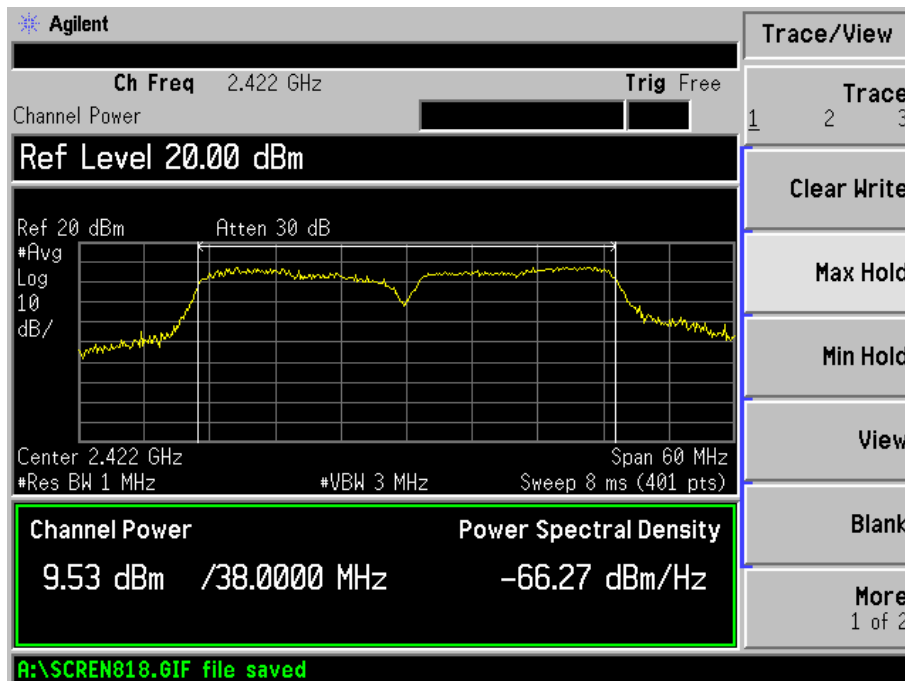 Agilent
Ch Freq 2.422 GHz Trig Free
Channel Power
Ref Level 20.00 dBm
Ref 20 dBm Atten 30 dB
#Avg
Log
10
dB/
Center 2.422 GHz Span 60 MHz
#Res BW 1 MHz #VBW 3 MHz Sweep 8 ms (401 pts)
Channel Power Power Spectral Density
9.53 dBm /38.0000 MHz -66.27 dBm/Hz
A:\SCREN818.GIF file saved
Trace/View
Trace
1 2 3
Clear Write
Max Hold
Min Hold
View
Blank
More
1 of 2